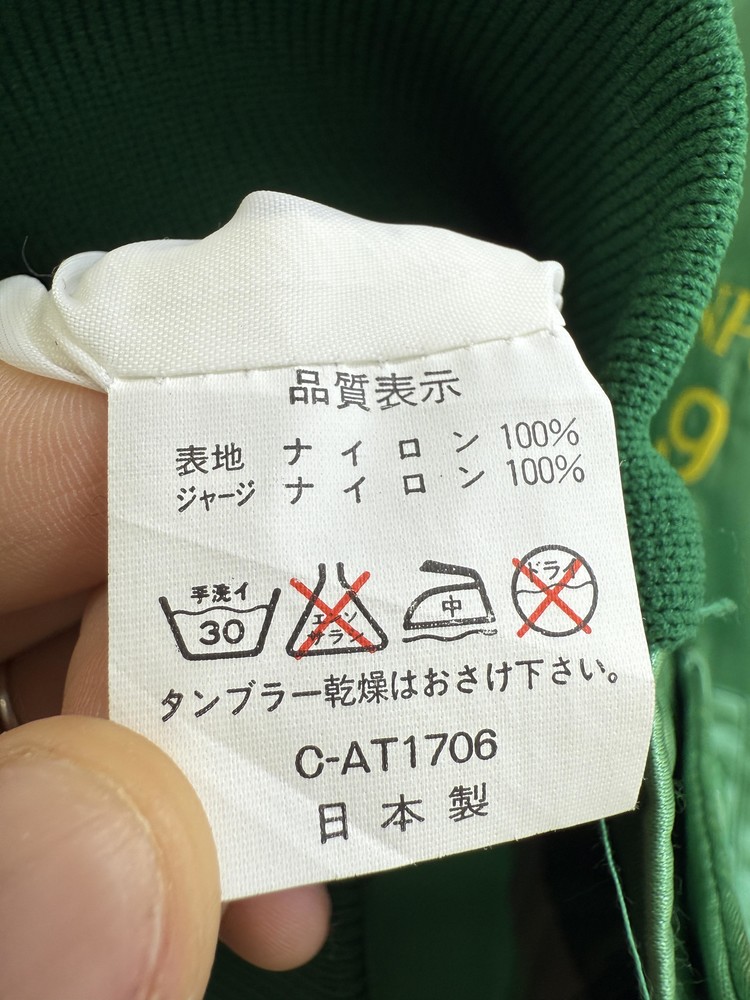 品質表示
表地 ナイロン 100%
ジャージ ナイロン 100%
手洗イ
30
エンソ
サラシ
中
ドライ
タンブラー乾燥はおさけ下さい。
C-AT1706
日本製
9